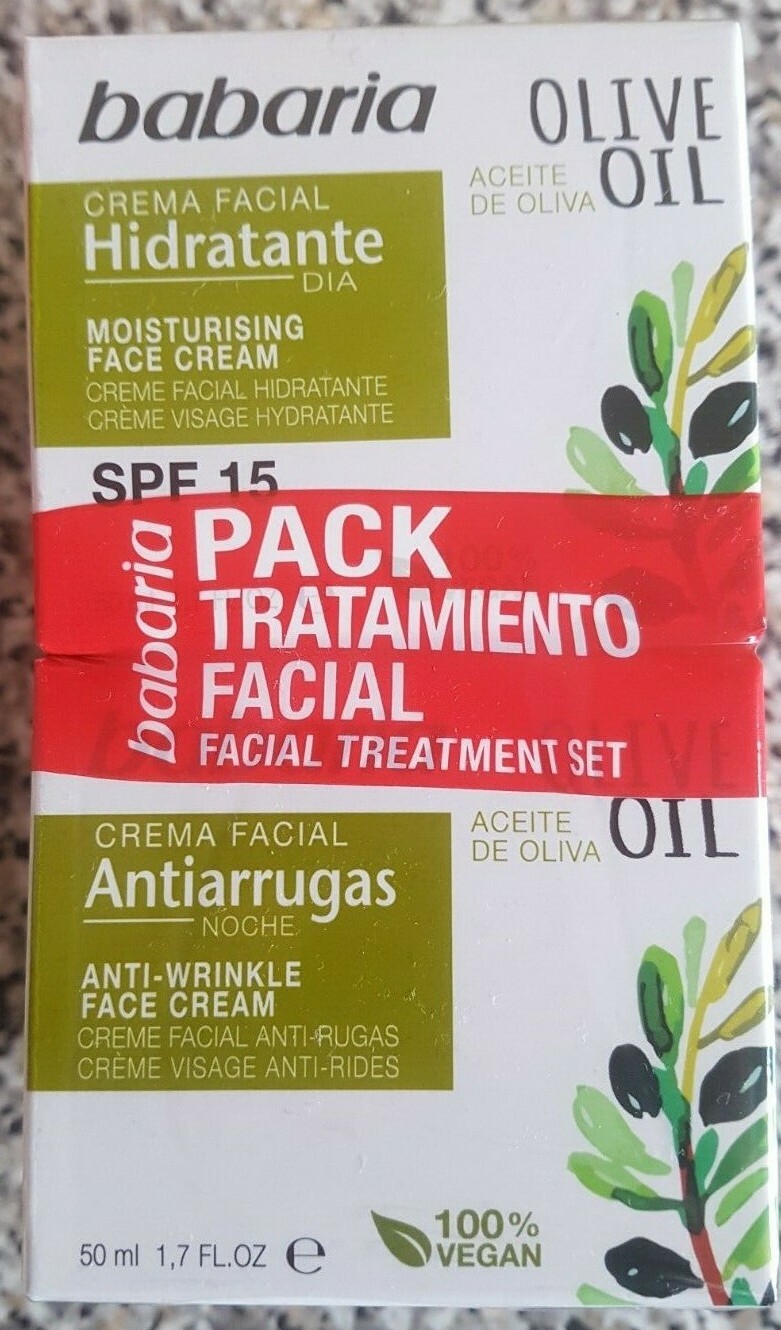 babaria
OLIVE
OIL
ACEITE
DE OLIVA
CREMA FACIAL
Hidratante
DIA
MOISTURISING
FACE CREAM
CREME FACIAL HIDRATANTE
CRÈME VISAGE HYDRATANTE
SPF 15
babaria
PACK
TRATAMIENTO
FACIAL
FACIAL TREATMENT SET
100%
OLIVE
OIL
ACEITE
DE OLIVA
CREMA FACIAL
Antiarrugas
NOCHE
ANTI-WRINKLE
FACE CREAM
CREME FACIAL ANTI-RUGAS
CRÈME VISAGE ANTI-RIDES
50 ml 1,7 FL.OZ ℮
100%
VEGAN